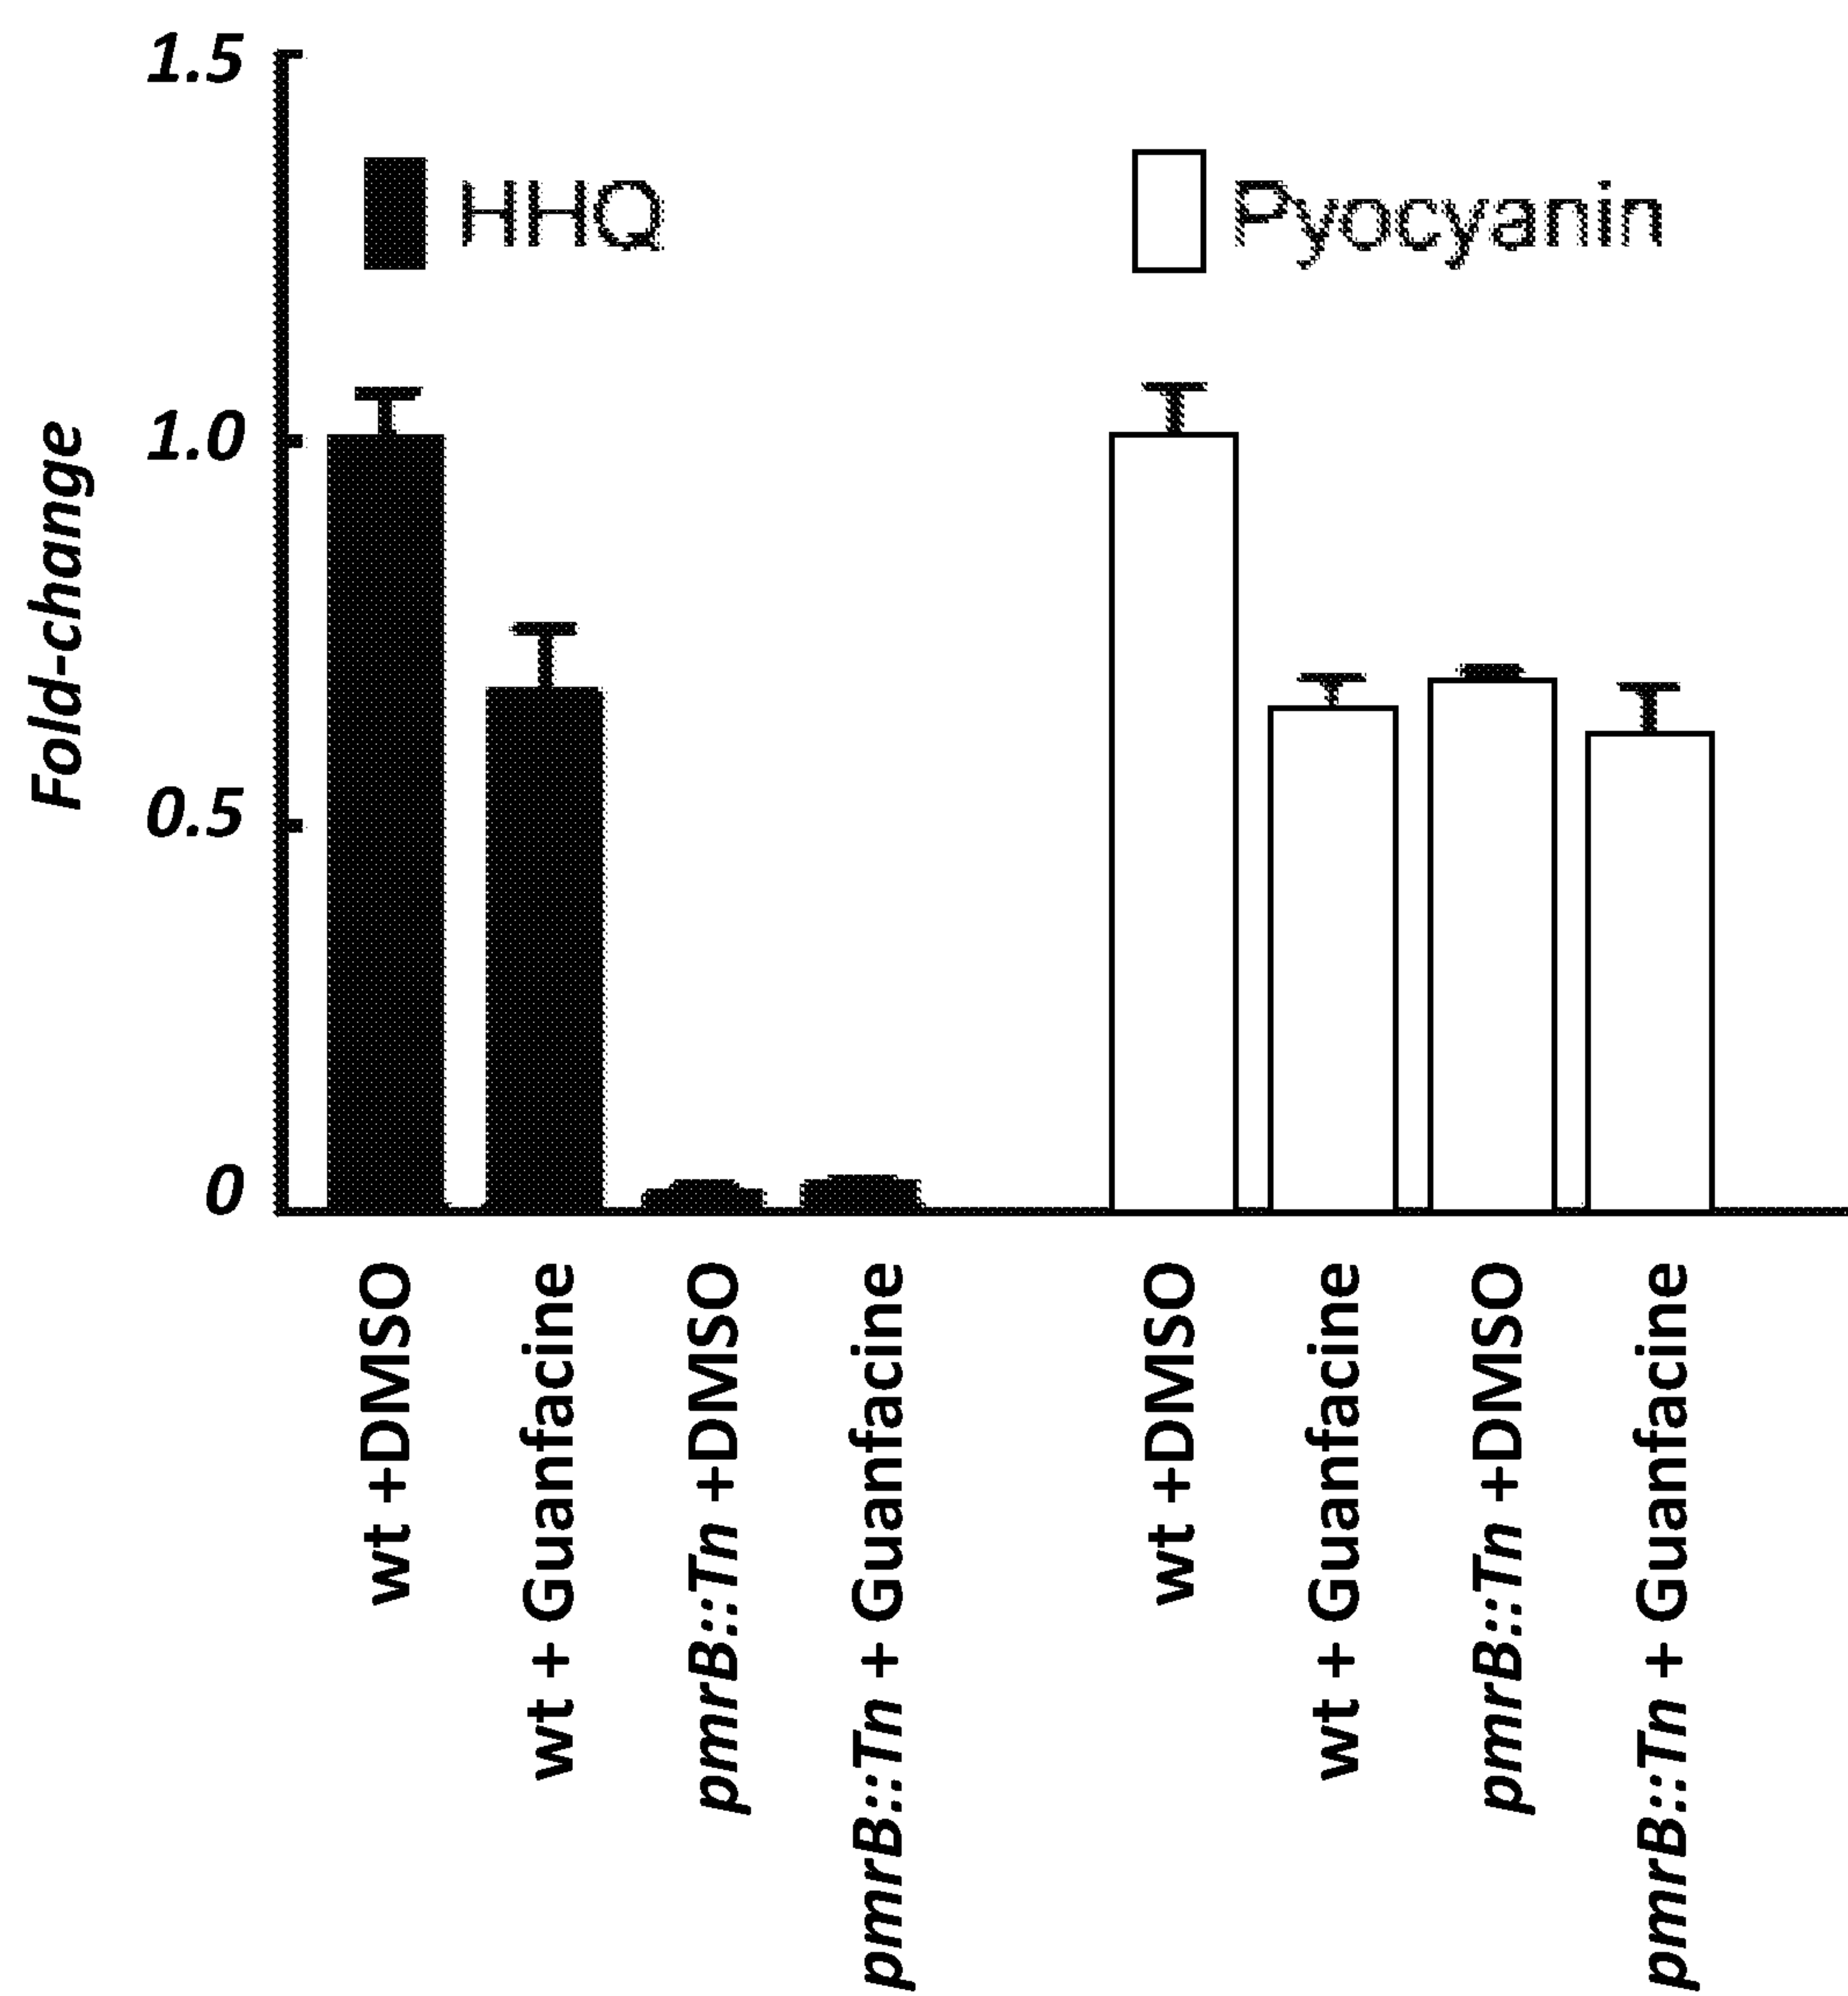 Fold-change
1.5
1.0
0.5
0
HHQ
Pyocyanin
wt +DMSO
wt + Guanfacine
pmrB::Tn +DMSO
pmrB::Tn + Guanfacine
wt +DMSO
wt + Guanfacine
pmrB::Tn +DMSO
pmrB::Tn + Guanfacine